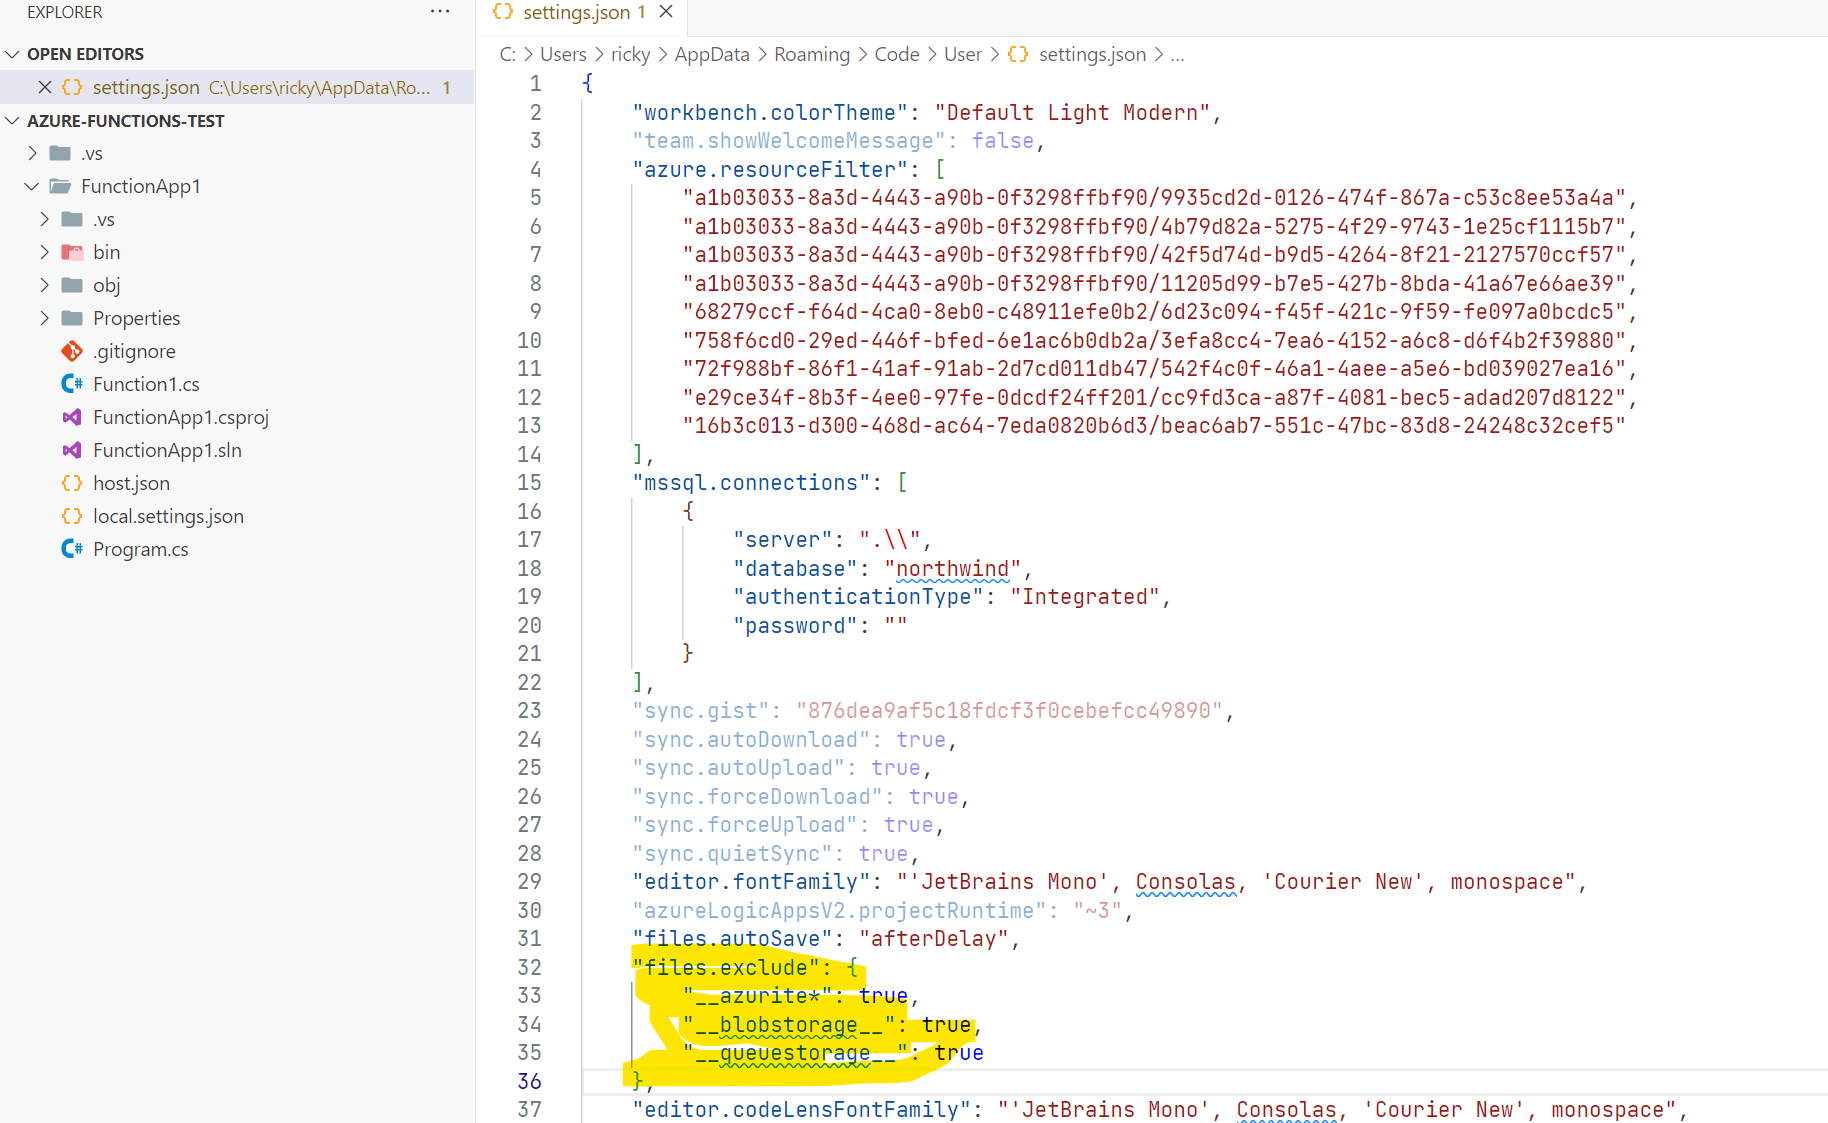 EXPLORER
···
OPEN EDITORS
settings.json C:\Users\ricky\AppData\Ro... 1
AZURE-FUNCTIONS-TEST
.vs
FunctionApp1
.vs
bin
obj
Properties
.gitignore
Function1.cs
FunctionApp1.csproj
FunctionApp1.sln
host.json
local.settings.json
Program.cs
settings.json 1
C: > Users > ricky > AppData > Roaming > Code > User > {} settings.json > ...
1 {
2 "workbench.colorTheme": "Default Light Modern",
3 "team.showWelcomeMessage": false,
4 "azure.resourceFilter": [
5 "a1b03033-8a3d-4443-a90b-0f3298ffbf90/9935cd2d-0126-474f-867a-c53c8ee53a4a",
6 "a1b03033-8a3d-4443-a90b-0f3298ffbf90/4b79d82a-5275-4f29-9743-1e25cf1115b7",
7 "a1b03033-8a3d-4443-a90b-0f3298ffbf90/42f5d74d-b9d5-4264-8f21-2127570ccf57",
8 "a1b03033-8a3d-4443-a90b-0f3298ffbf90/11205d99-b7e5-427b-8bda-41a67e66ae39",
9 "68279ccf-f64d-4ca0-8eb0-c48911efe0b2/6d23c094-f45f-421c-9f59-fe097a0bcdc5",
10 "758f6cd0-29ed-446f-bfed-6e1ac6b0db2a/3efa8cc4-7ea6-4152-a6c8-d6f4b2f39880",
11 "72f988bf-86f1-41af-91ab-2d7cd011db47/542f4c0f-46a1-4aee-a5e6-bd039027ea16",
12 "e29ce34f-8b3f-4ee0-97fe-0dcdf24ff201/cc9fd3ca-a87f-4081-bec5-adad207d8122",
13 "16b3c013-d300-468d-ac64-7eda0820b6d3/beac6ab7-551c-47bc-83d8-24248c32cef5"
14 ],
15 "mssql.connections": [
16 {
17 "server": ".\\",
18 "database": "northwind",
19 "authenticationType": "Integrated",
20 "password": ""
21 }
22 ],
23 "sync.gist": "876dea9af5c18fdcf3f0cebefcc49890",
24 "sync.autoDownload": true,
25 "sync.autoUpload": true,
26 "sync.forceDownload": true,
27 "sync.forceUpload": true,
28 "sync.quietSync": true,
29 "editor.fontFamily": "'JetBrains Mono', Consolas, 'Courier New', monospace",
30 "azureLogicAppsV2.projectRuntime": "~3",
31 "files.autoSave": "afterDelay",
32 "files.exclude": {
33 "__azurite*": true,
34 "__blobstorage__": true,
35 "__queuestorage__": true
36 },
37 "editor.codeLensFontFamily": "'JetBrains Mono', Consolas, 'Courier New', monospace",